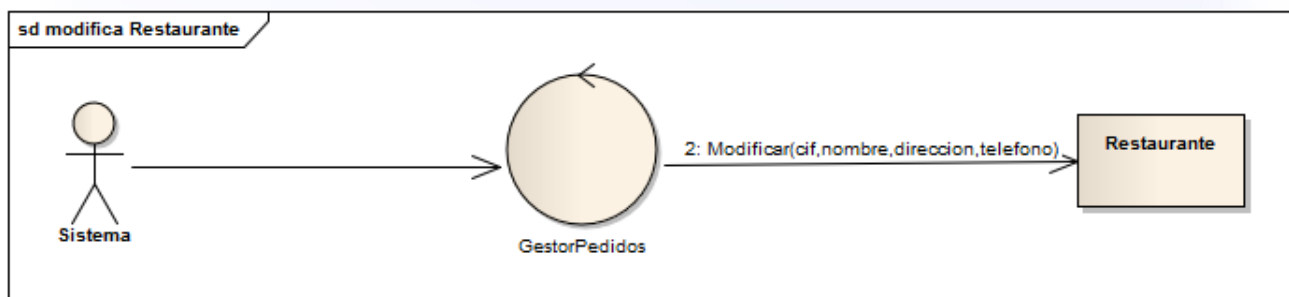 sd modifica Restaurante
2: Modificar(cif,nombre,direccion,telefono)
Restaurante
Sistema
GestorPedidos